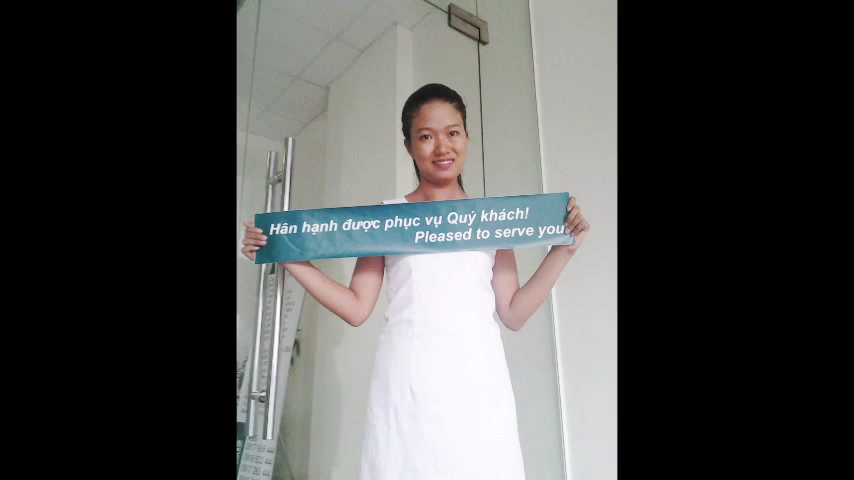 Hân hạnh được phục vụ Quý khách!
Pleased to serve you